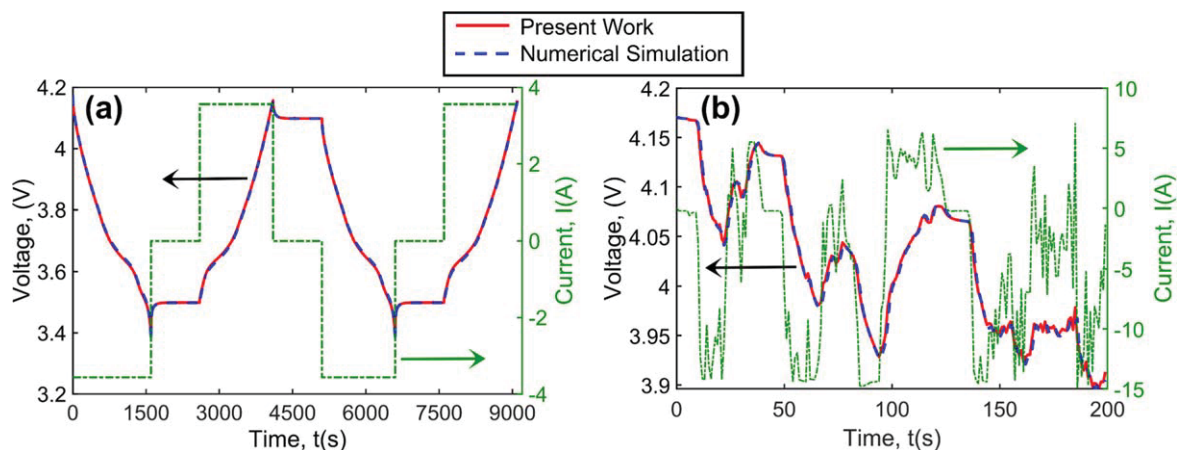 Present Work
Numerical Simulation
(a)
4.2
4
3.8
3.6
3.4
3.2
Voltage, (V)
0 1500 3000 4500 6000 7500 9000
Time, t(s)
4
2
0
-2
-4
Current, I(A)
(b)
4.2
4.15
4.1
4.05
4
3.95
3.9
Voltage, (V)
0 50 100 150 200
Time, t(s)
10
5
0
-5
-10
-15
Current, I(A)